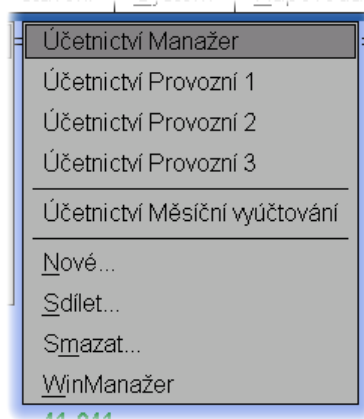 Účetnictví Manažer
Účetnictví Provozní 1
Účetnictví Provozní 2
Účetnictví Provozní 3
Účetnictví Měsíční vyúčtování
Nové...
Sdílet...
Smazat...
WinManažer